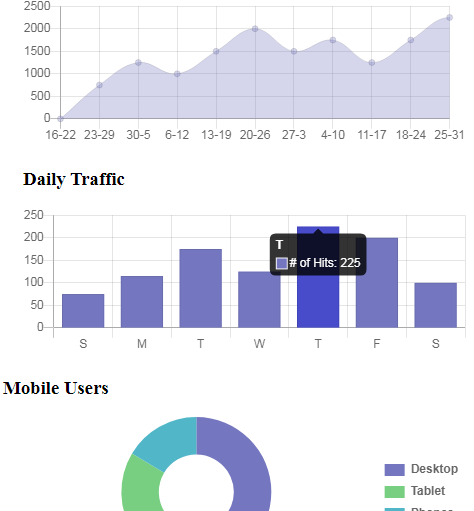 2500
2000
1500
1000
500
0
16-22 23-29 30-5 6-12 13-19 20-26 27-3 4-10 11-17 18-24 25-31
Daily Traffic
250
200
150
100
50
0
T
# of Hits: 225
S M T W T F S
Mobile Users
Desktop
Tablet
Phones